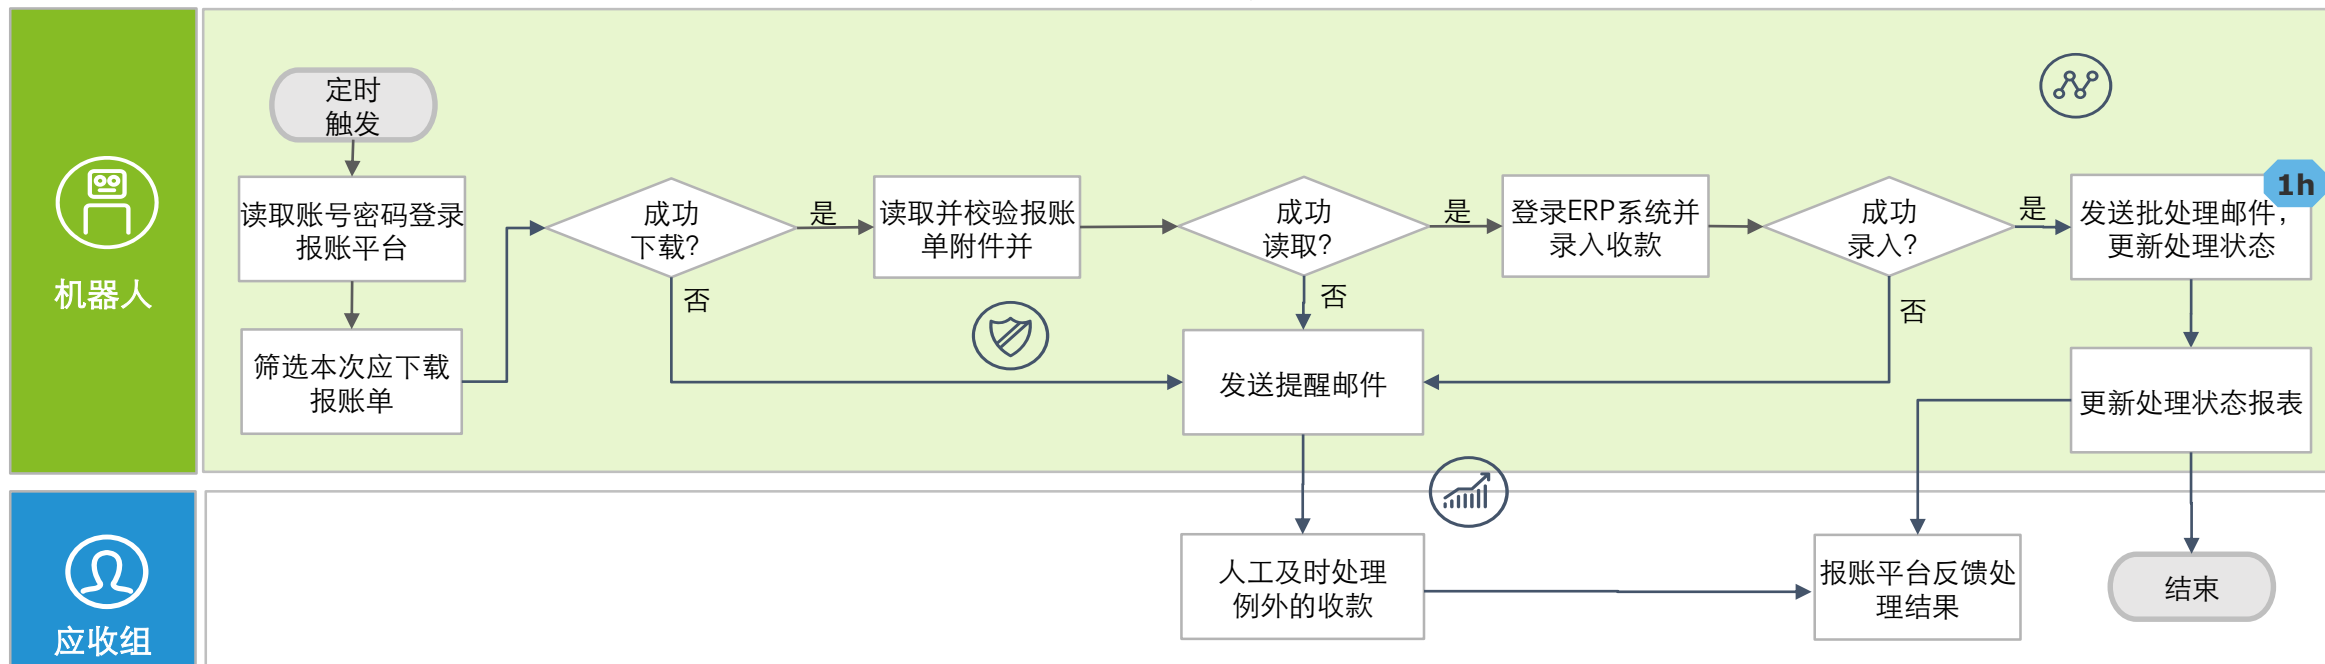 定时
触发
机器人
读取账号密码登录
报账平台
筛选本次应下载
报账单
成功
下载?
是
否
读取并校验报账
单附件并
成功
读取?
是
否
登录ERP系统并
录入收款
成功
录入?
是
否
发送批处理邮件，
更新处理状态
1h
发送提醒邮件
更新处理状态报表
应收组
人工及时处理
例外的收款
报账平台反馈处
理结果
结束